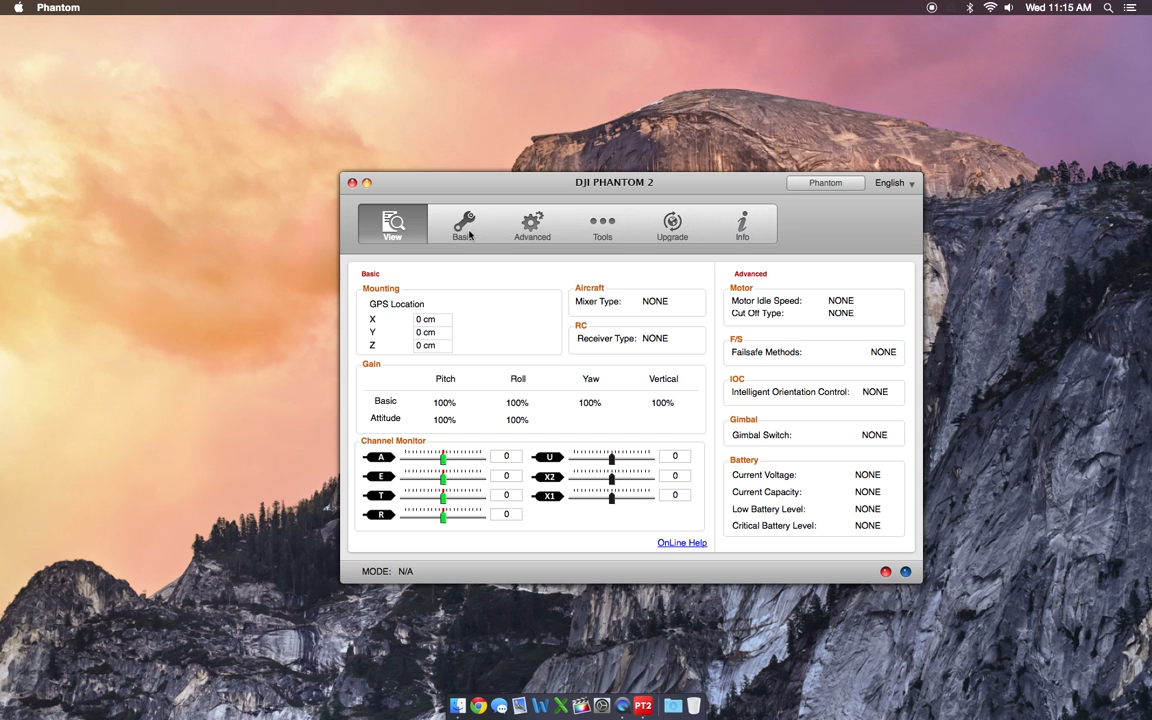 Phantom
Wed 11:15 AM
DJI PHANTOM 2
Phantom
English
View
Basic
Advanced
Tools
Upgrade
Info
Basic
Mounting
GPS Location
X 0 cm
Y 0 cm
Z 0 cm
Aircraft
Mixer Type: NONE
RC
Receiver Type: NONE
Gain
Pitch Roll Yaw Vertical
Basic 100% 100% 100% 100%
Attitude 100% 100%
Channel Monitor
A 0 U 0
E 0 X2 0
T 0 X1 0
R 0
OnLine Help
Advanced
Motor
Motor Idle Speed: NONE
Cut Off Type: NONE
F/S
Failsafe Methods: NONE
IOC
Intelligent Orientation Control: NONE
Gimbal
Gimbal Switch: NONE
Battery
Current Voltage: NONE
Current Capacity: NONE
Low Battery Level: NONE
Critical Battery Level: NONE
MODE: N/A
PT2